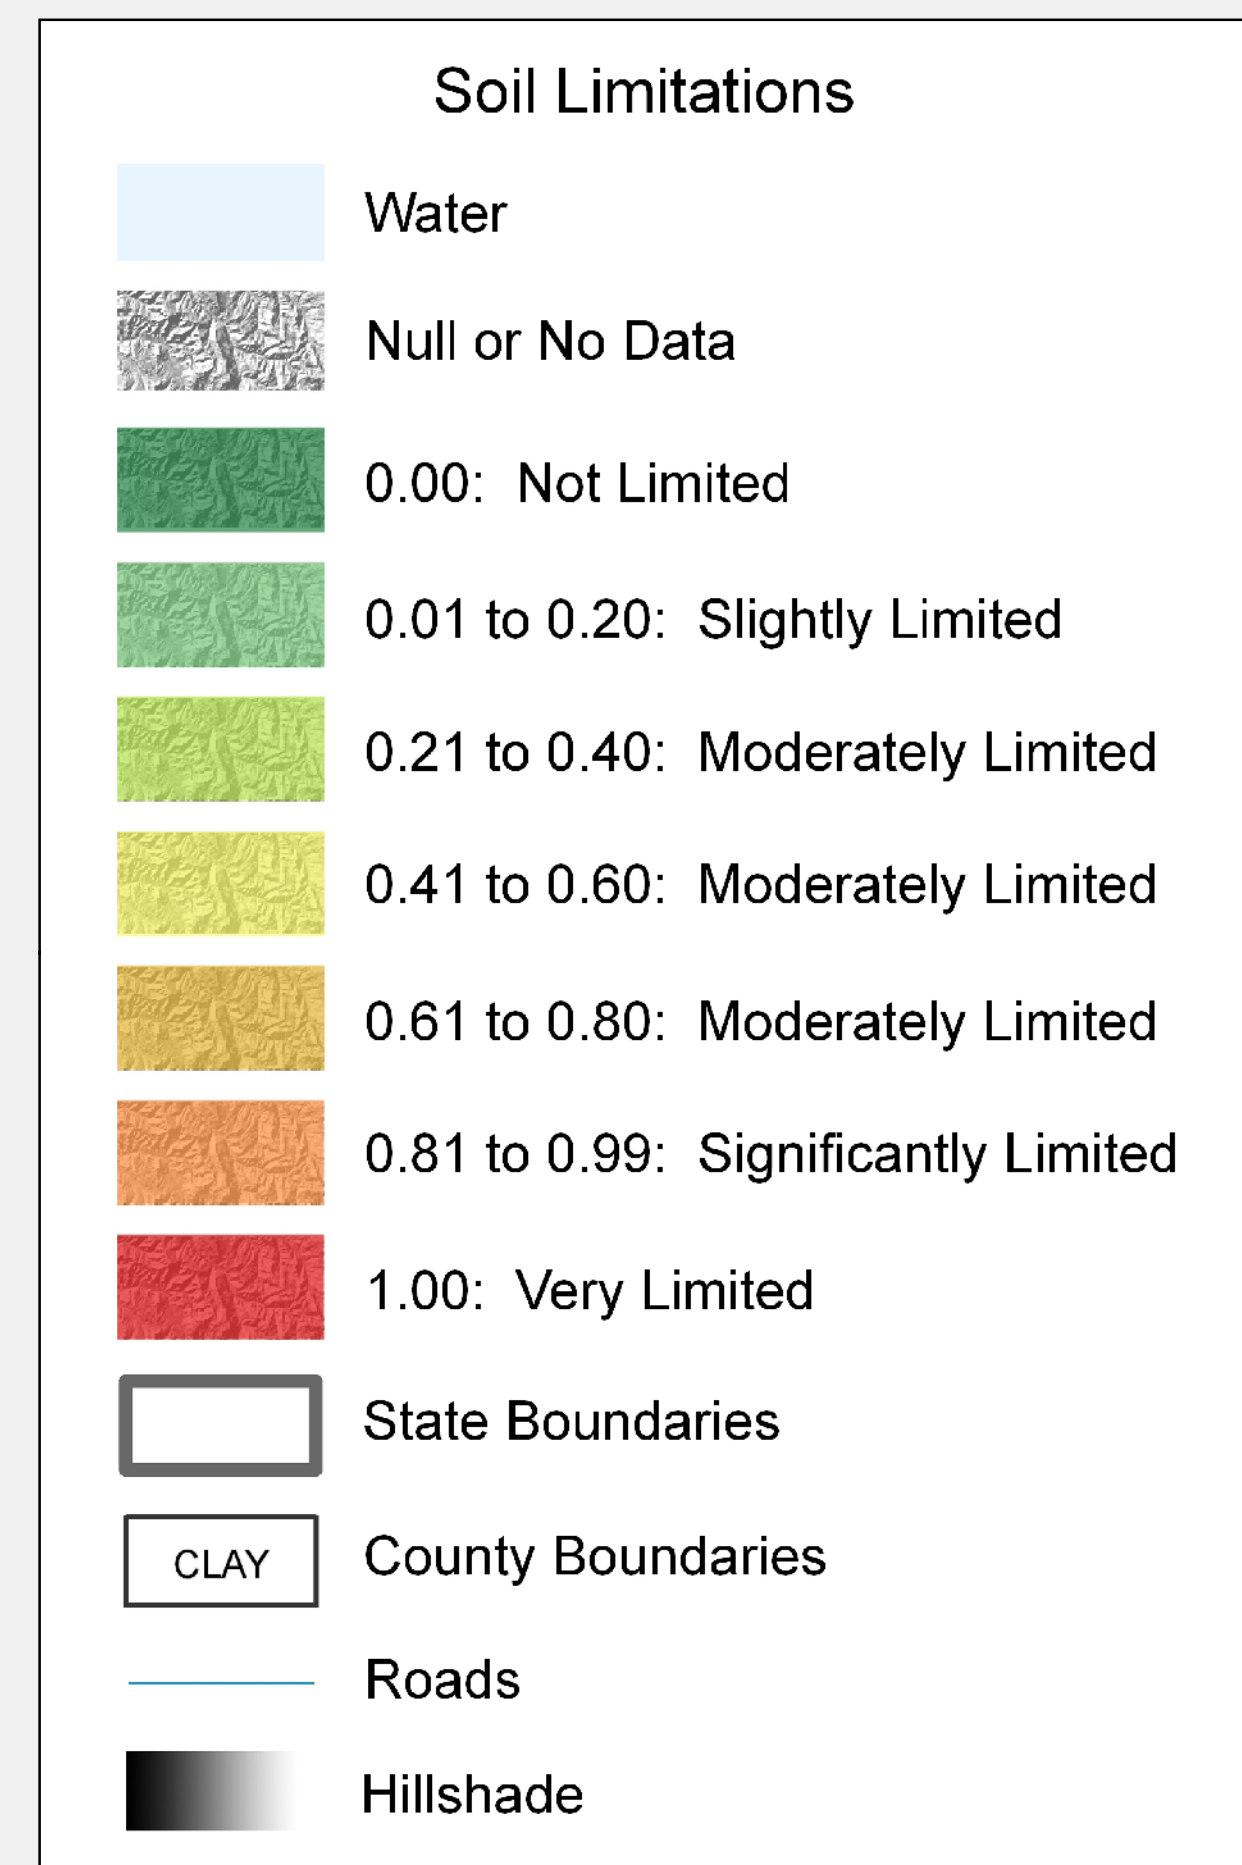 Soil Limitations
Water
Null or No Data
0.00:  Not Limited
0.01 to 0.20:  Slightly Limited
0.21 to 0.40:  Moderately Limited
0.41 to 0.60:  Moderately Limited
0.61 to 0.80:  Moderately Limited
0.81 to 0.99:  Significantly Limited
1.00:  Very Limited
State Boundaries
CLAY County Boundaries
Roads
Hillshade